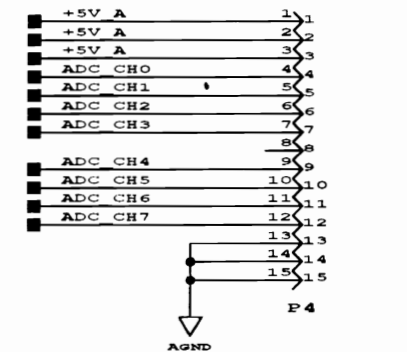 +5V_A 1 1
+5V_A 2 2
+5V_A 3 3
ADC_CH0 4 4
ADC_CH1 5 5
ADC_CH2 6 6
ADC_CH3 7 7
8 8
ADC_CH4 9 9
ADC_CH5 10 10
ADC_CH6 11 11
ADC_CH7 12 12
13 13
14 14
15 15
P4
AGND